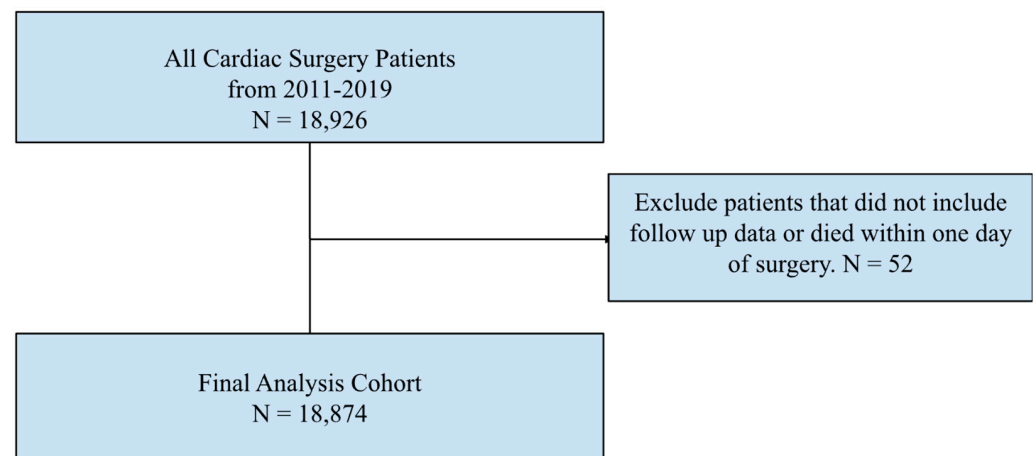 All Cardiac Surgery Patients
from 2011-2019
N = 18,926
Exclude patients that did not include
follow up data or died within one day
of surgery. N = 52
Final Analysis Cohort
N = 18,874